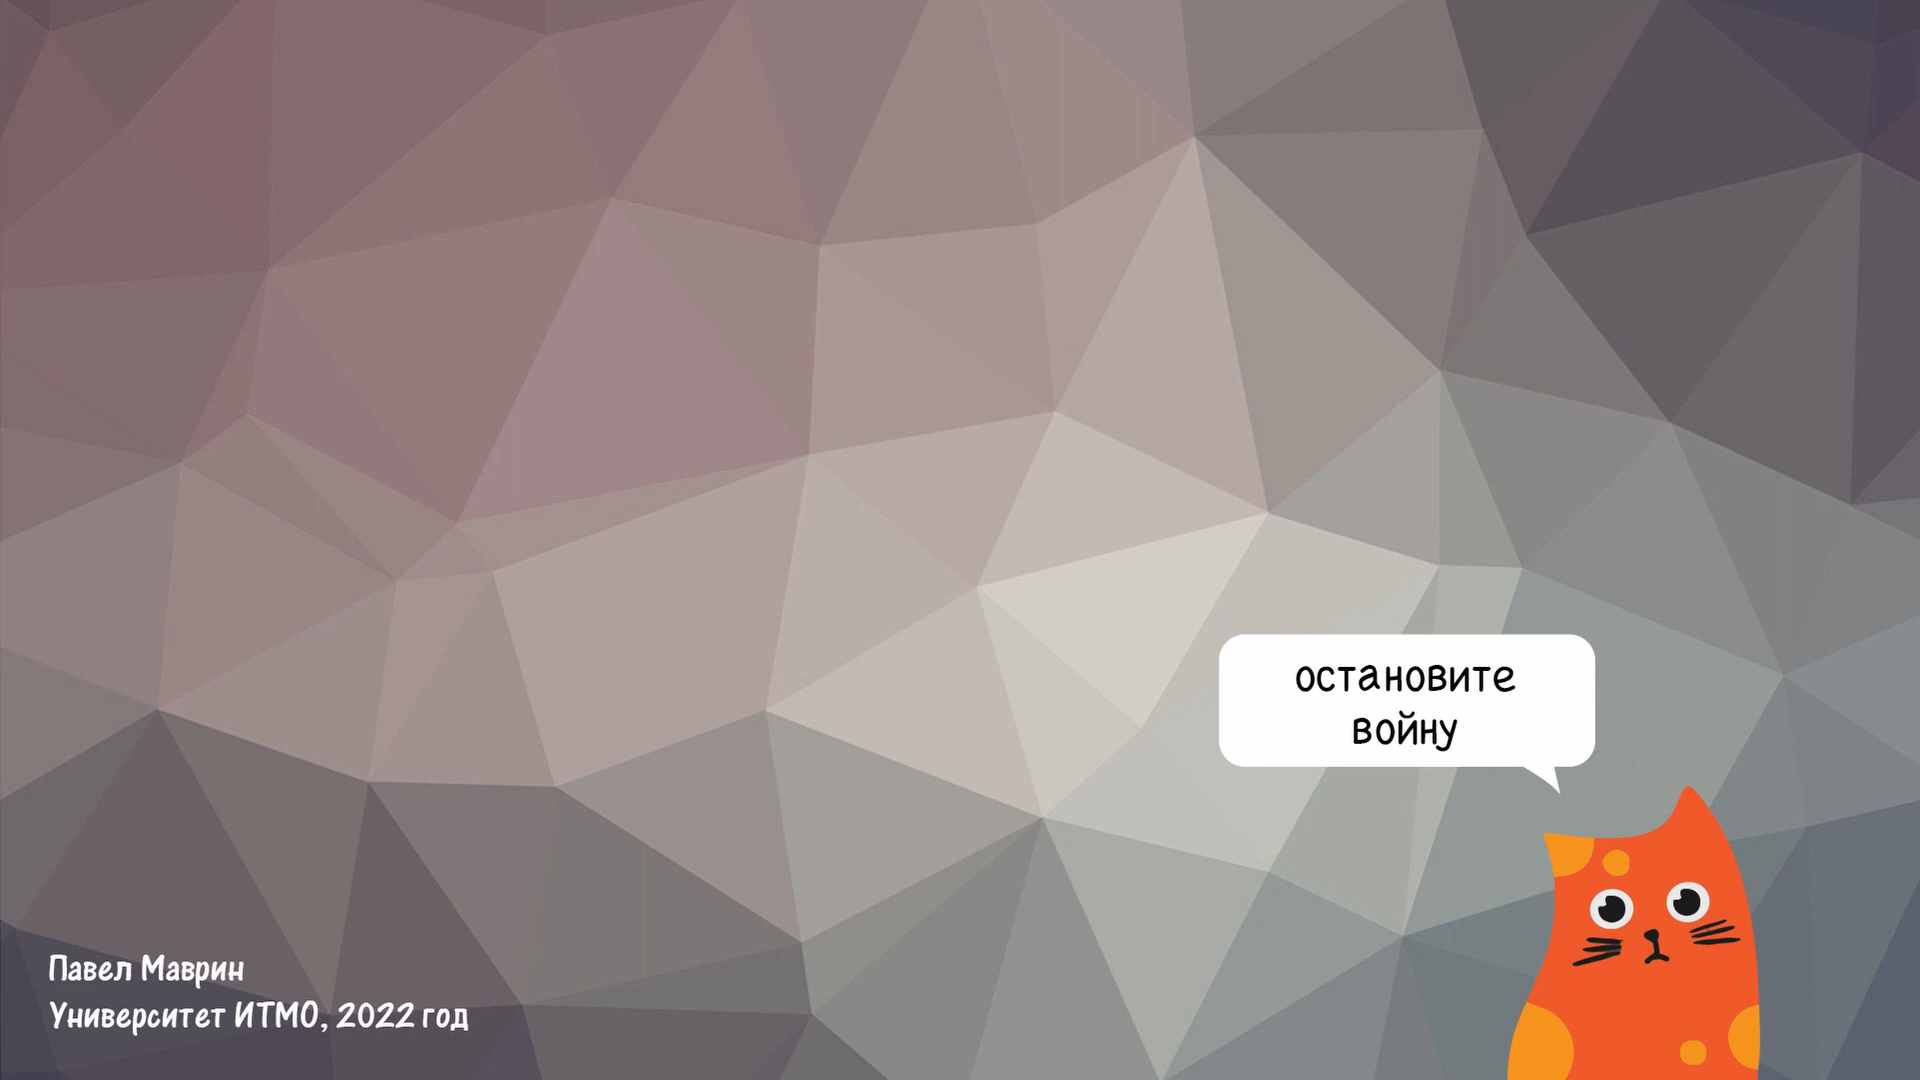 остановите
войну
Павел Маврин
Университет ИТМО, 2022 год